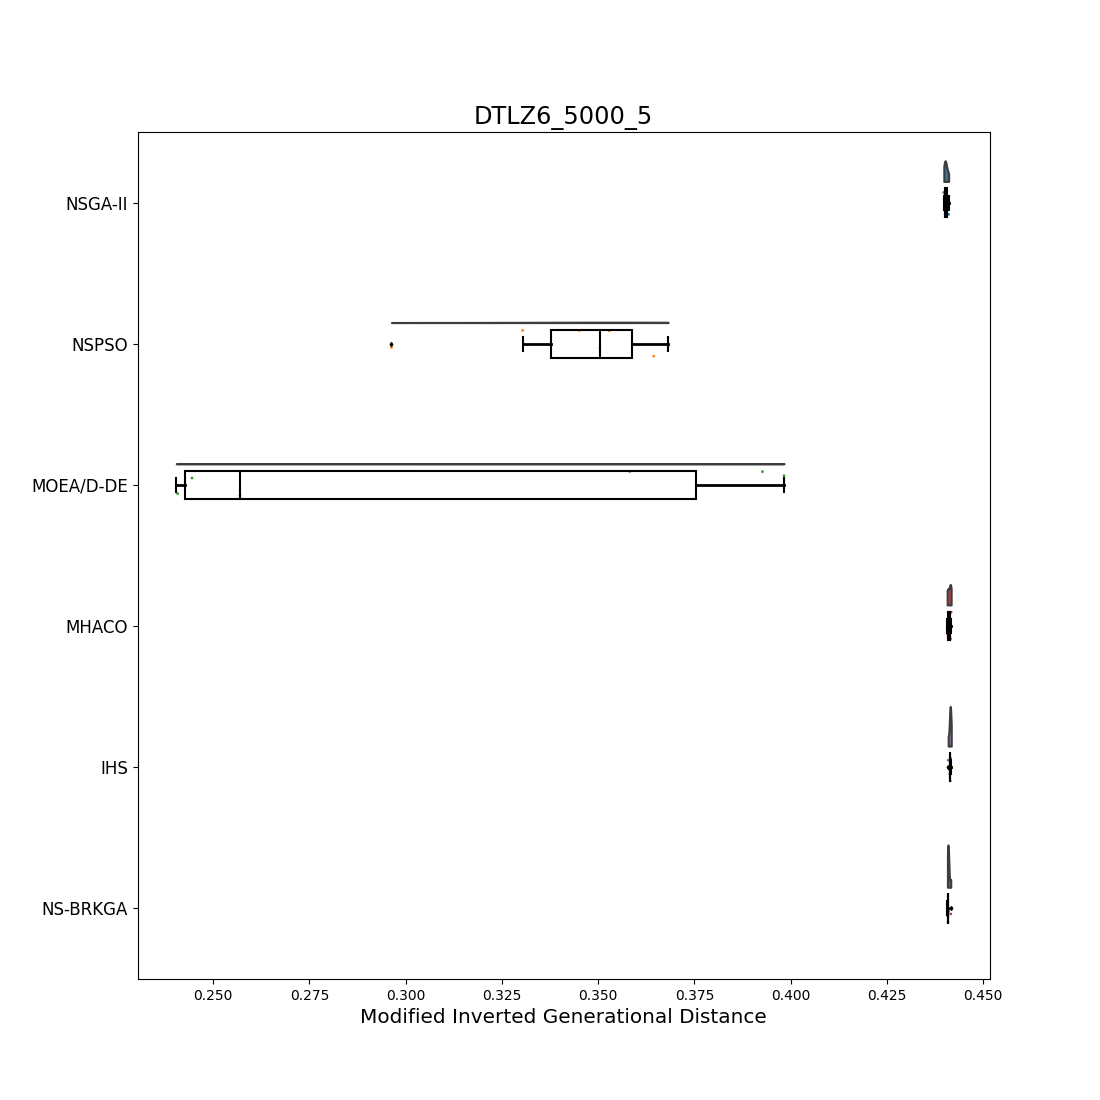 DTLZ6_5000_5
NSGA-II
NSPSO
MOEA/D-DE
MHACO
IHS
NS-BRKGA
0.250 0.275 0.300 0.325 0.350 0.375 0.400 0.425 0.450
Modified Inverted Generational Distance